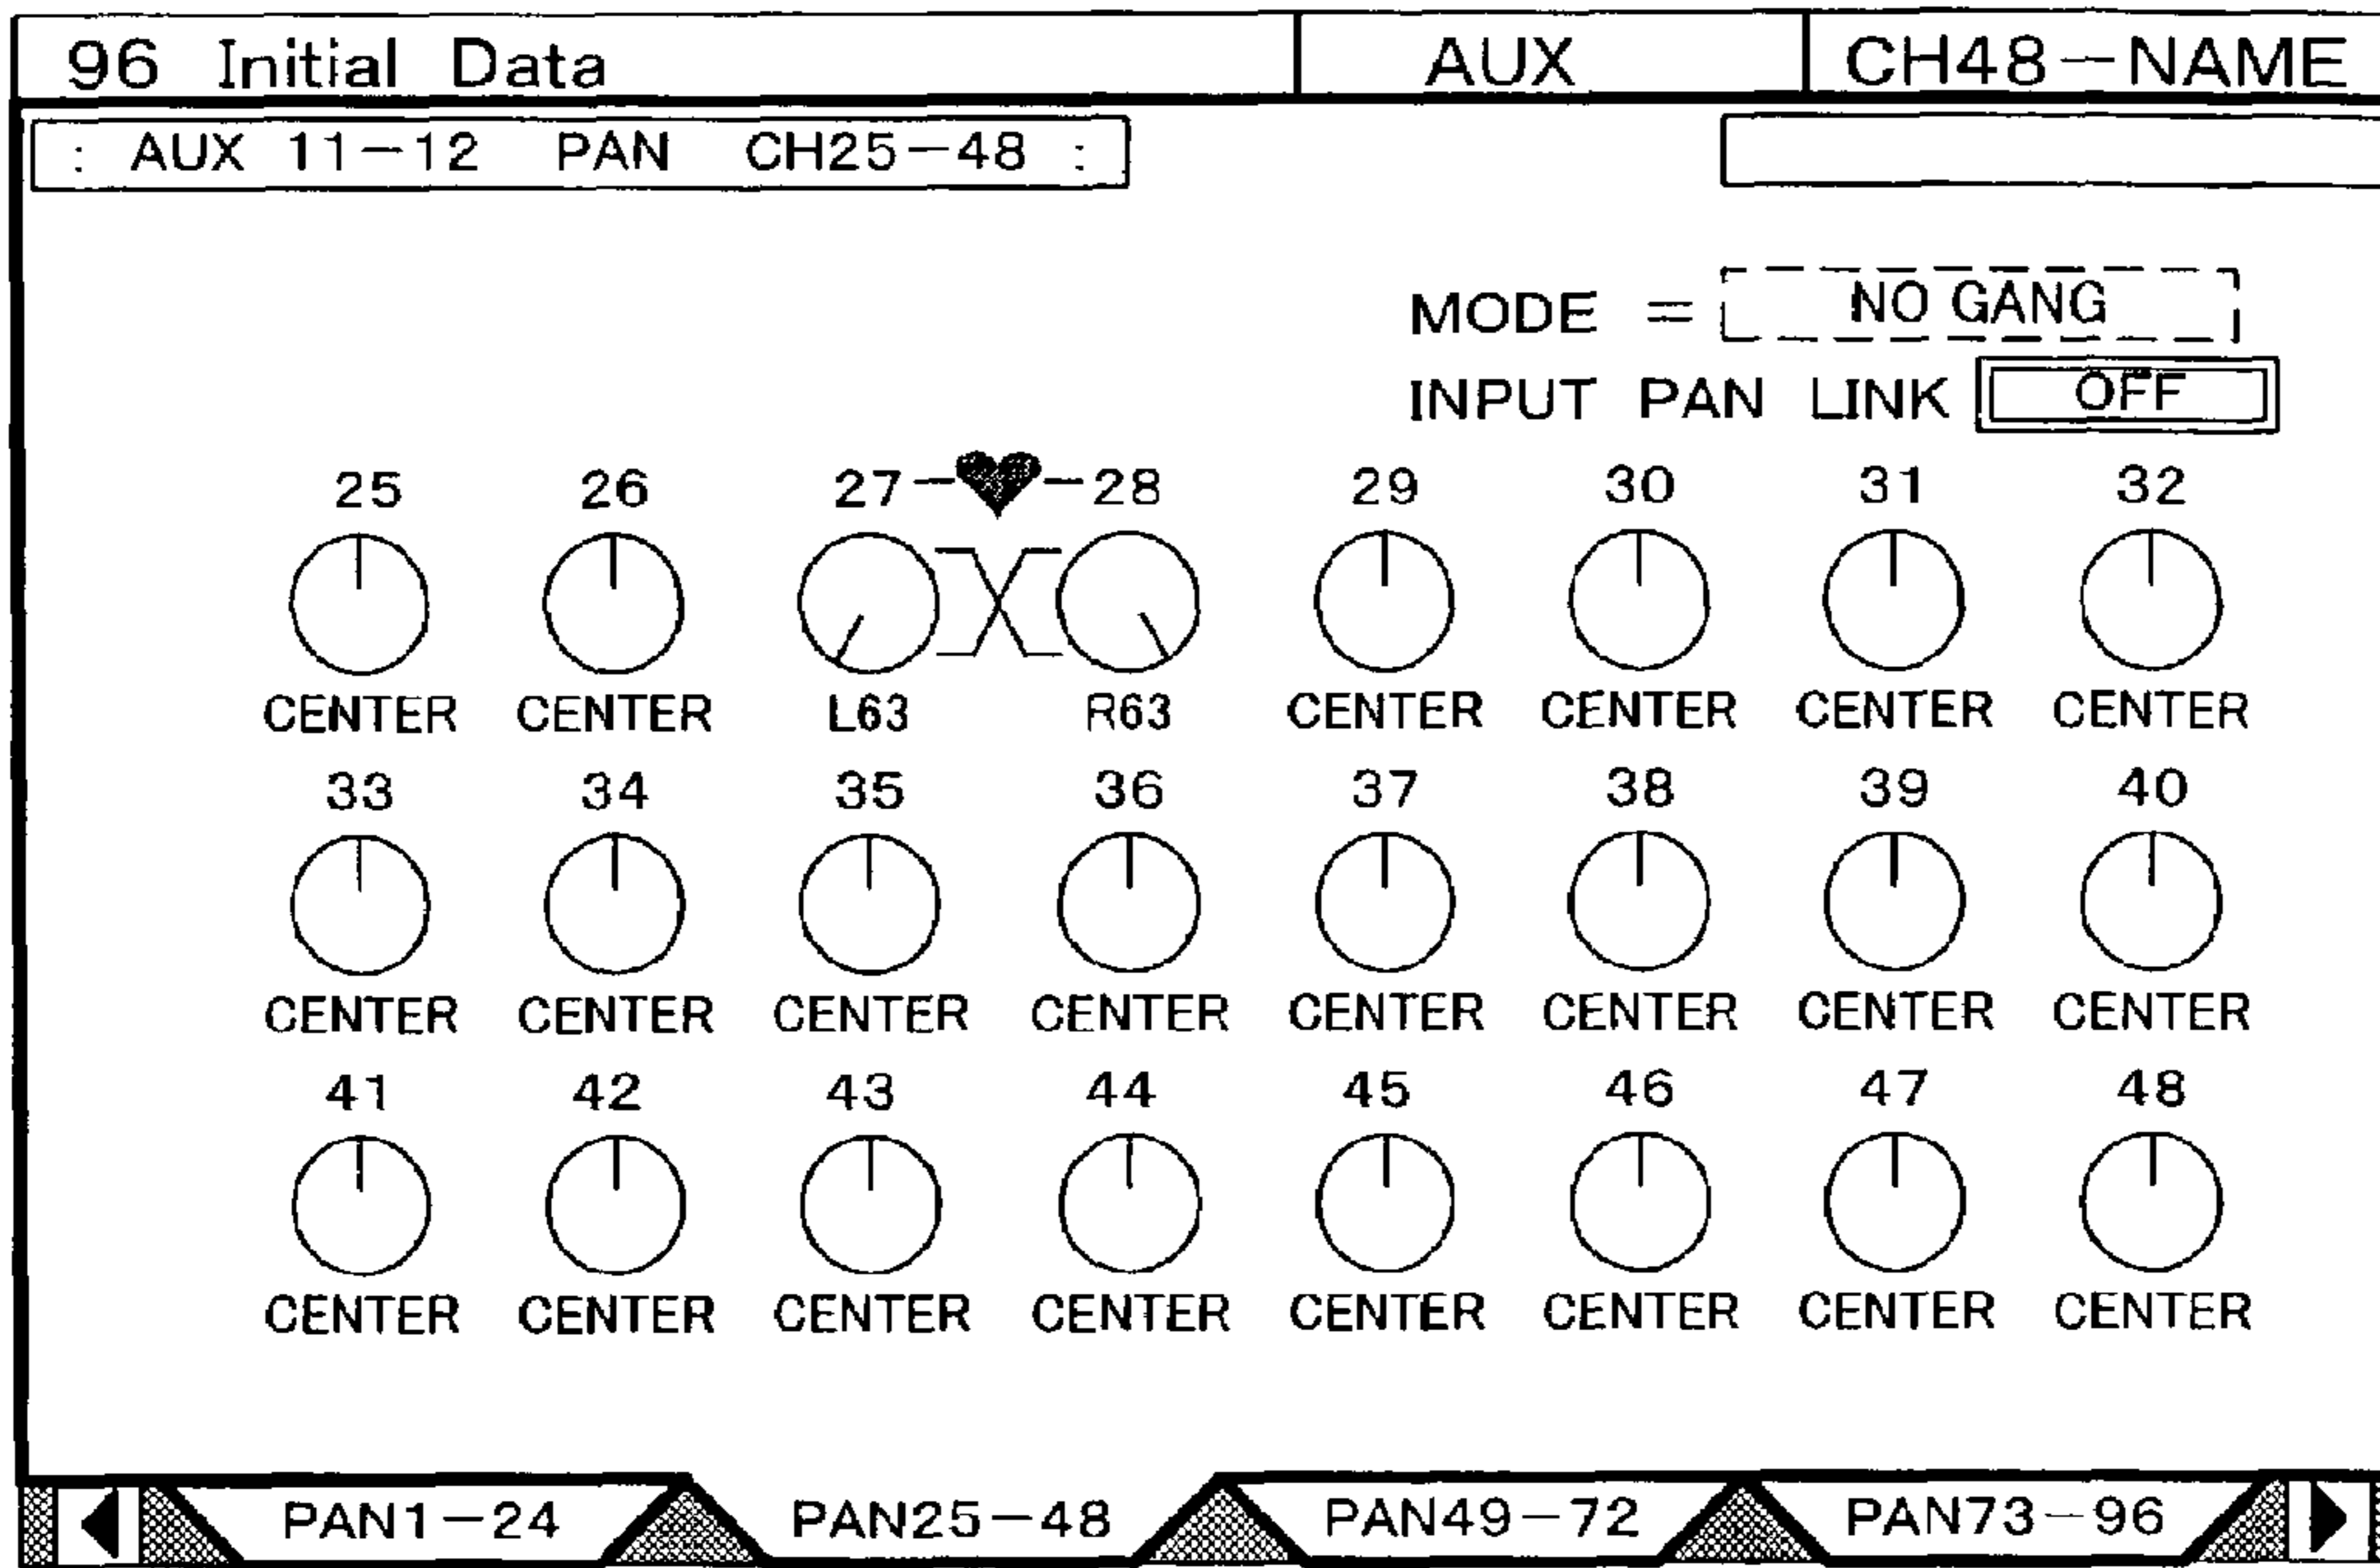 96 Initial Data AUX CH48-NAME
: AUX 11-12 PAN CH25-48 :
MODE = NO GANG
INPUT PAN LINK OFF
25 26 27-♥-28 29 30 31 32
CENTER CENTER L63 R63 CENTER CENTER CENTER CENTER
33 34 35 36 37 38 39 40
CENTER CENTER CENTER CENTER CENTER CENTER CENTER CENTER
41 42 43 44 45 46 47 48
CENTER CENTER CENTER CENTER CENTER CENTER CENTER CENTER
PAN1-24 PAN25-48 PAN49-72 PAN73-96